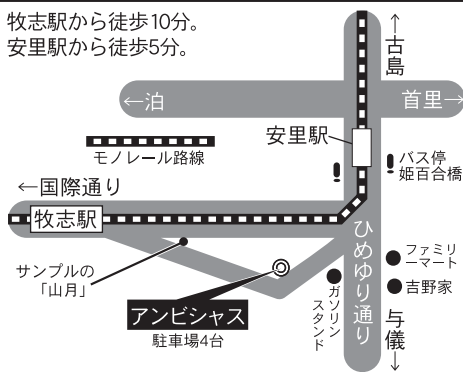 牧志駅から徒歩10分。
安里駅から徒歩5分。
↑
古島
←泊
首里→
安里駅
モノレール路線
バス停
姫百合橋
←国際通り
牧志駅
ひめゆり通り
サンプルの
「山月」
ファミリ
ーマート
吉野家
ガソリン
スタンド
アンビシャス
駐車場4台
与儀
↓